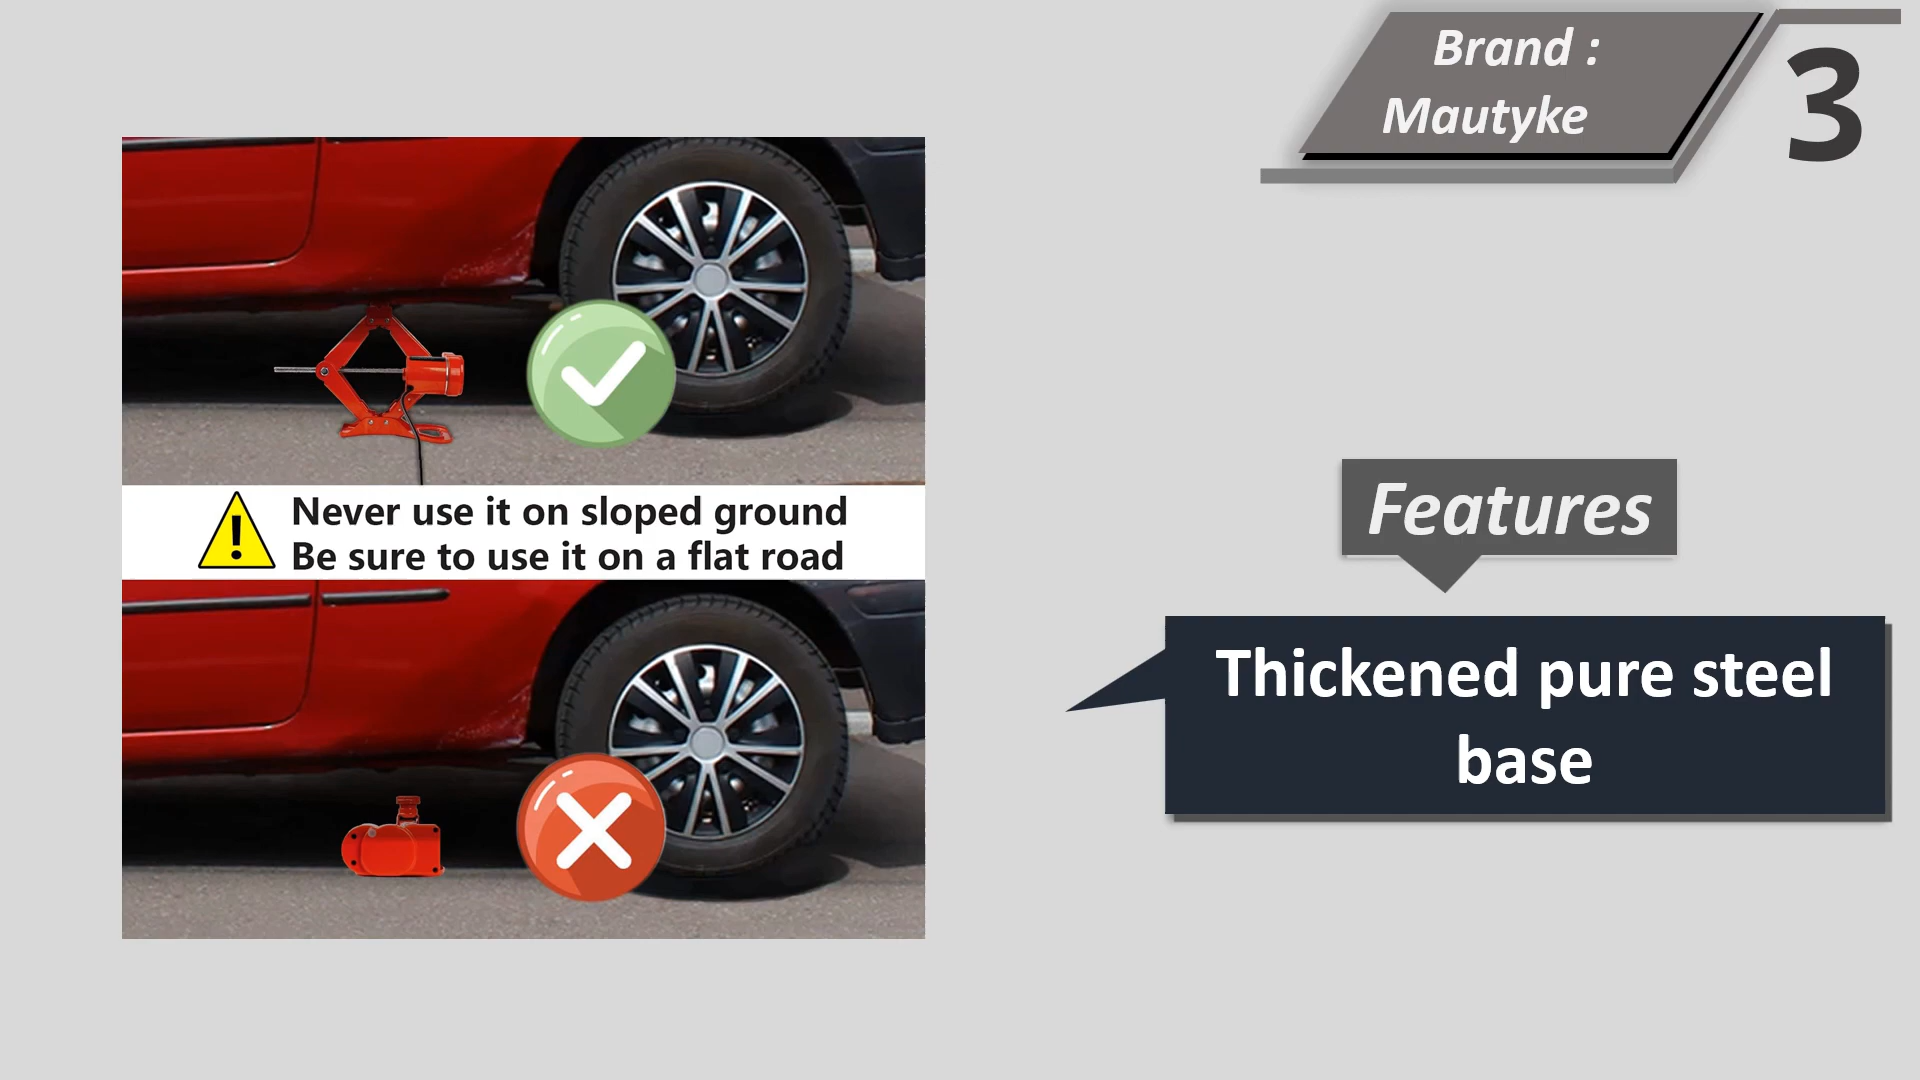 Brand :
Mautyke
3
Never use it on sloped ground
Be sure to use it on a flat road
Features
Thickened pure steel
base